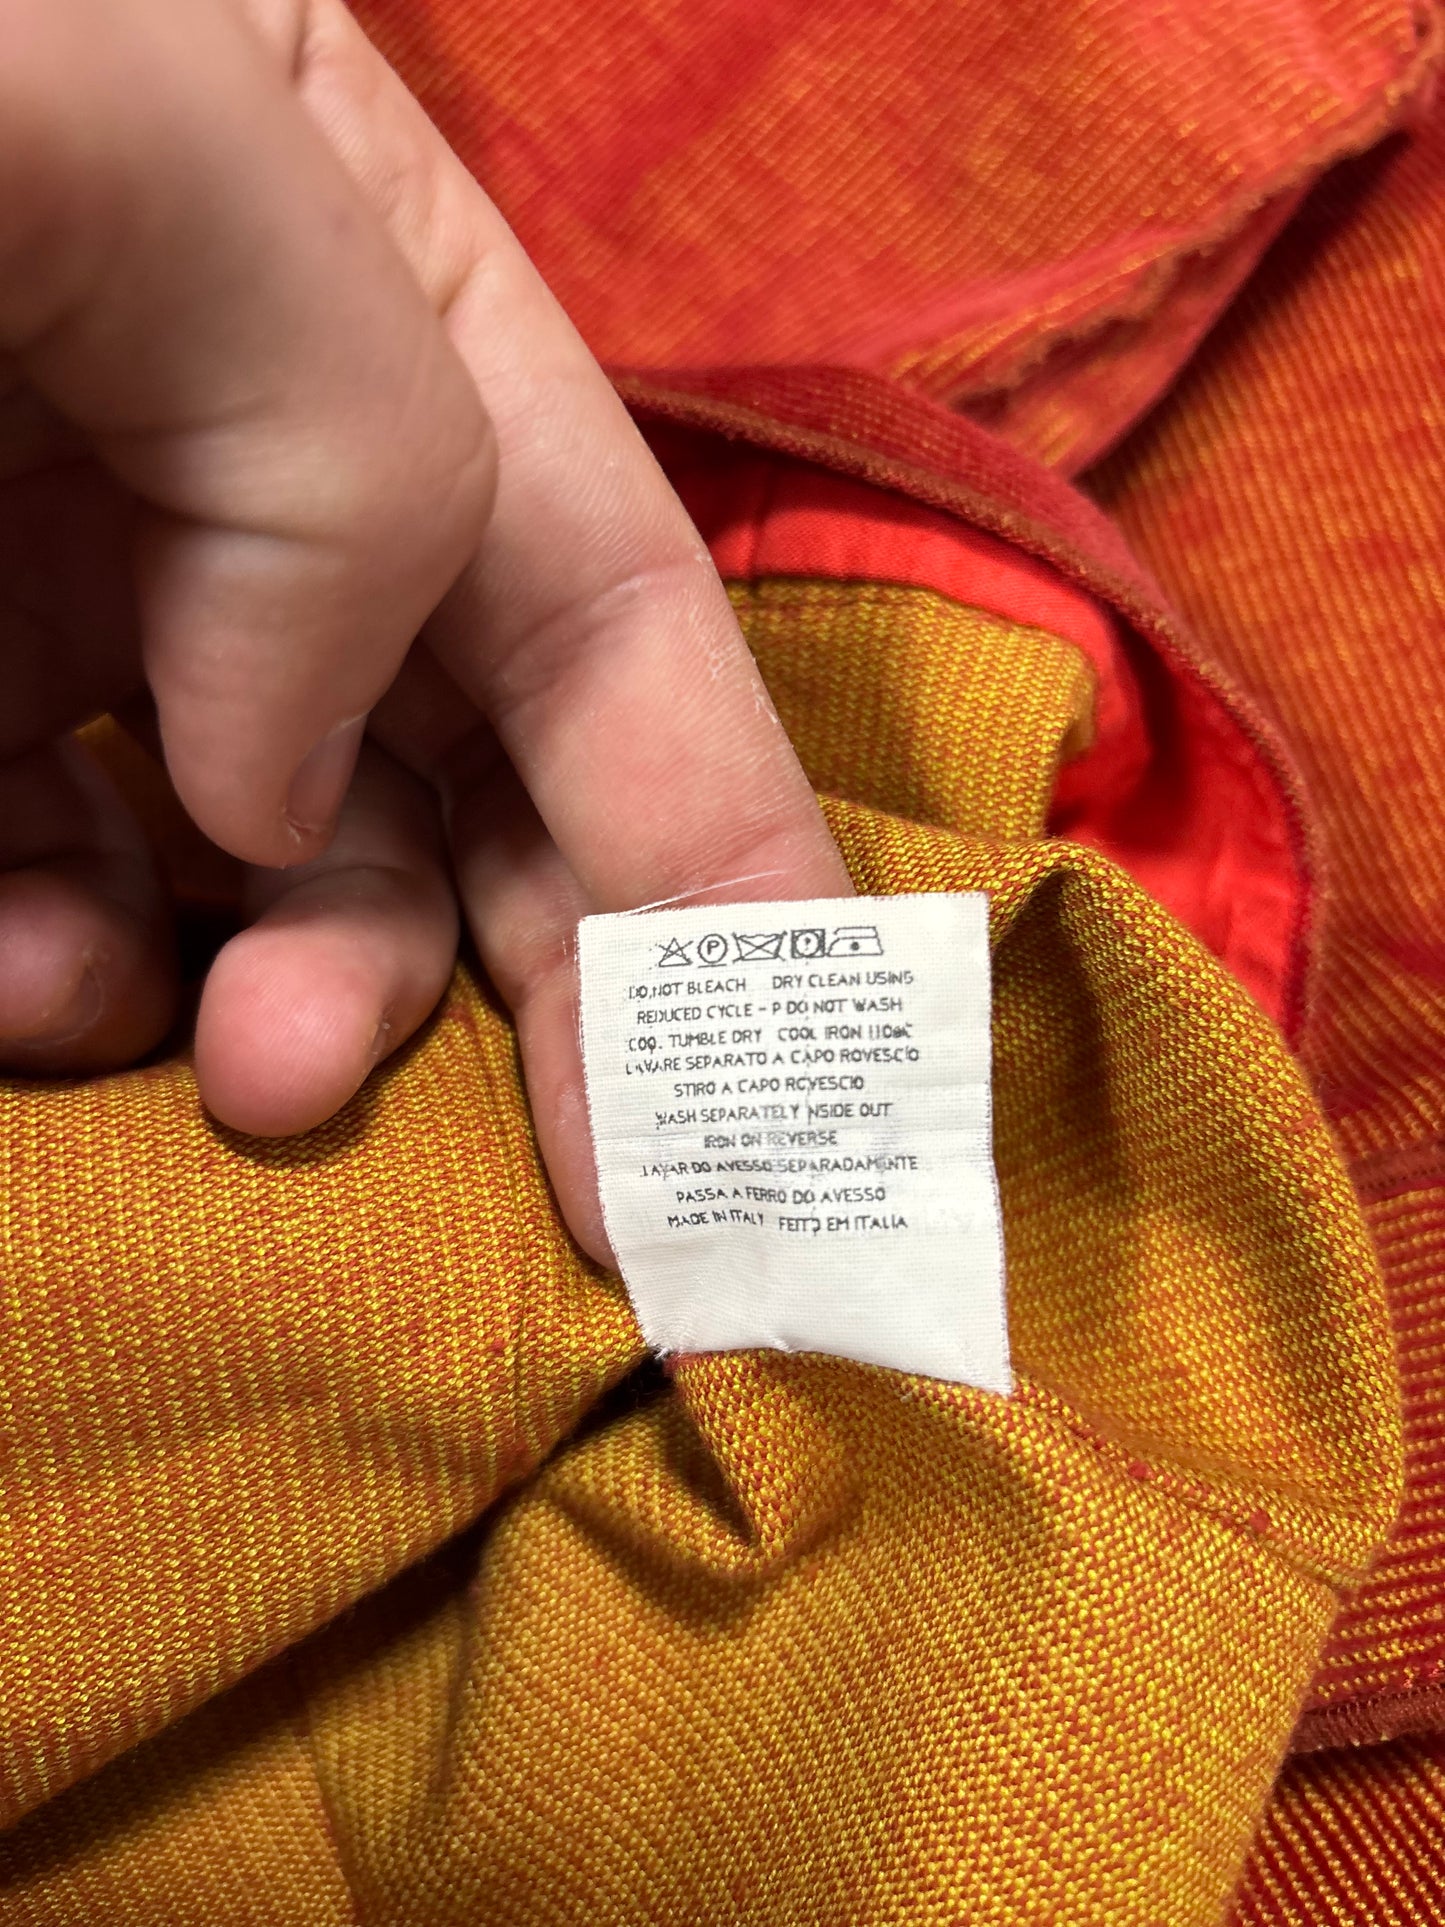 P
DO NOT BLEACH DRY CLEAN USING
REDUCED CYCLE - P DO NOT WASH
COQ. TUMBLE DRY COOL IRON 110°C
LAVARE SEPARATO A CAPO ROVESCIO
STIRO A CAPO ROVESCIO
WASH SEPARATELY NSIDE OUT
IRON ON REVERSE
LAVAR DO AVESSO SEPARADAMENTE
PASSA A FERRO DO AVESSO
MADE IN ITALY FEITO EM ITALIA